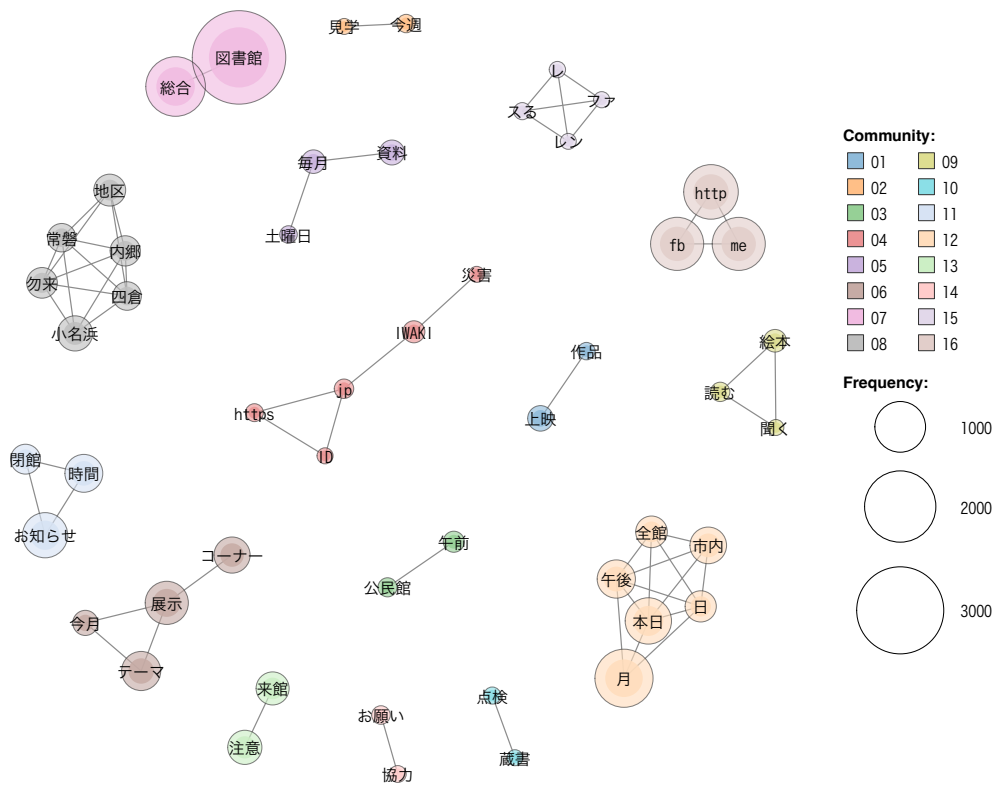 見学
今週
図書館
総合
レ
ファ
スる
レン
毎月
資料
土曜日
地区
常磐
内郷
勿来
四倉
小名浜
http
fb
me
災害
IWAKI
jp
https
ID
作品
上映
絵本
読む
聞く
閉館
時間
お知らせ
コーナー
展示
今月
テーマ
午前
公民館
全館
市内
午後
日
本日
月
来館
注意
お願い
協力
点検
蔵書
Community:
01
09
02
10
03
11
04
12
05
13
06
14
07
15
08
16
Frequency:
1000
2000
3000